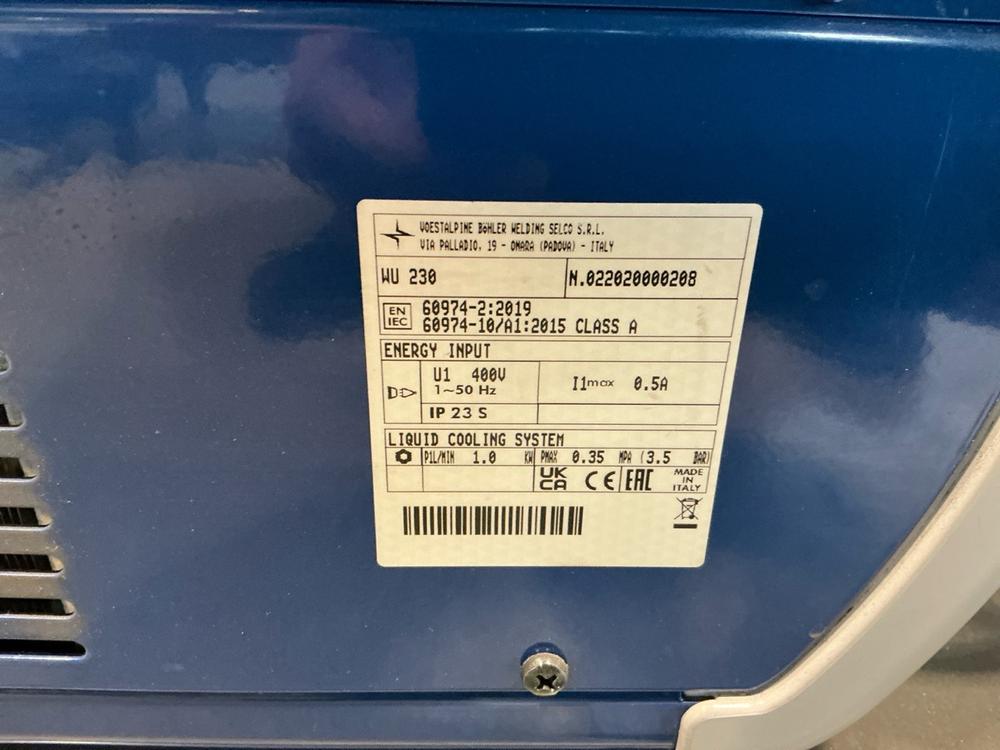 VOESTALPINE BöHLER WELDING SELCO S.R.L.
VIA PALLADIO, 19 - ONARA (PADOVA) - ITALY
WU 230
N.022020000208
EN IEC
60974-2:2019
60974-10/A1:2015 CLASS A
ENERGY INPUT
U1 400V
1~50 Hz
I1max 0.5A
IP 23 S
LIQUID COOLING SYSTEM
P1L/MIN 1.0 KW PMAX 0.35 MPA (3.5 BAR)
UK CA CE EAC MADE IN ITALY